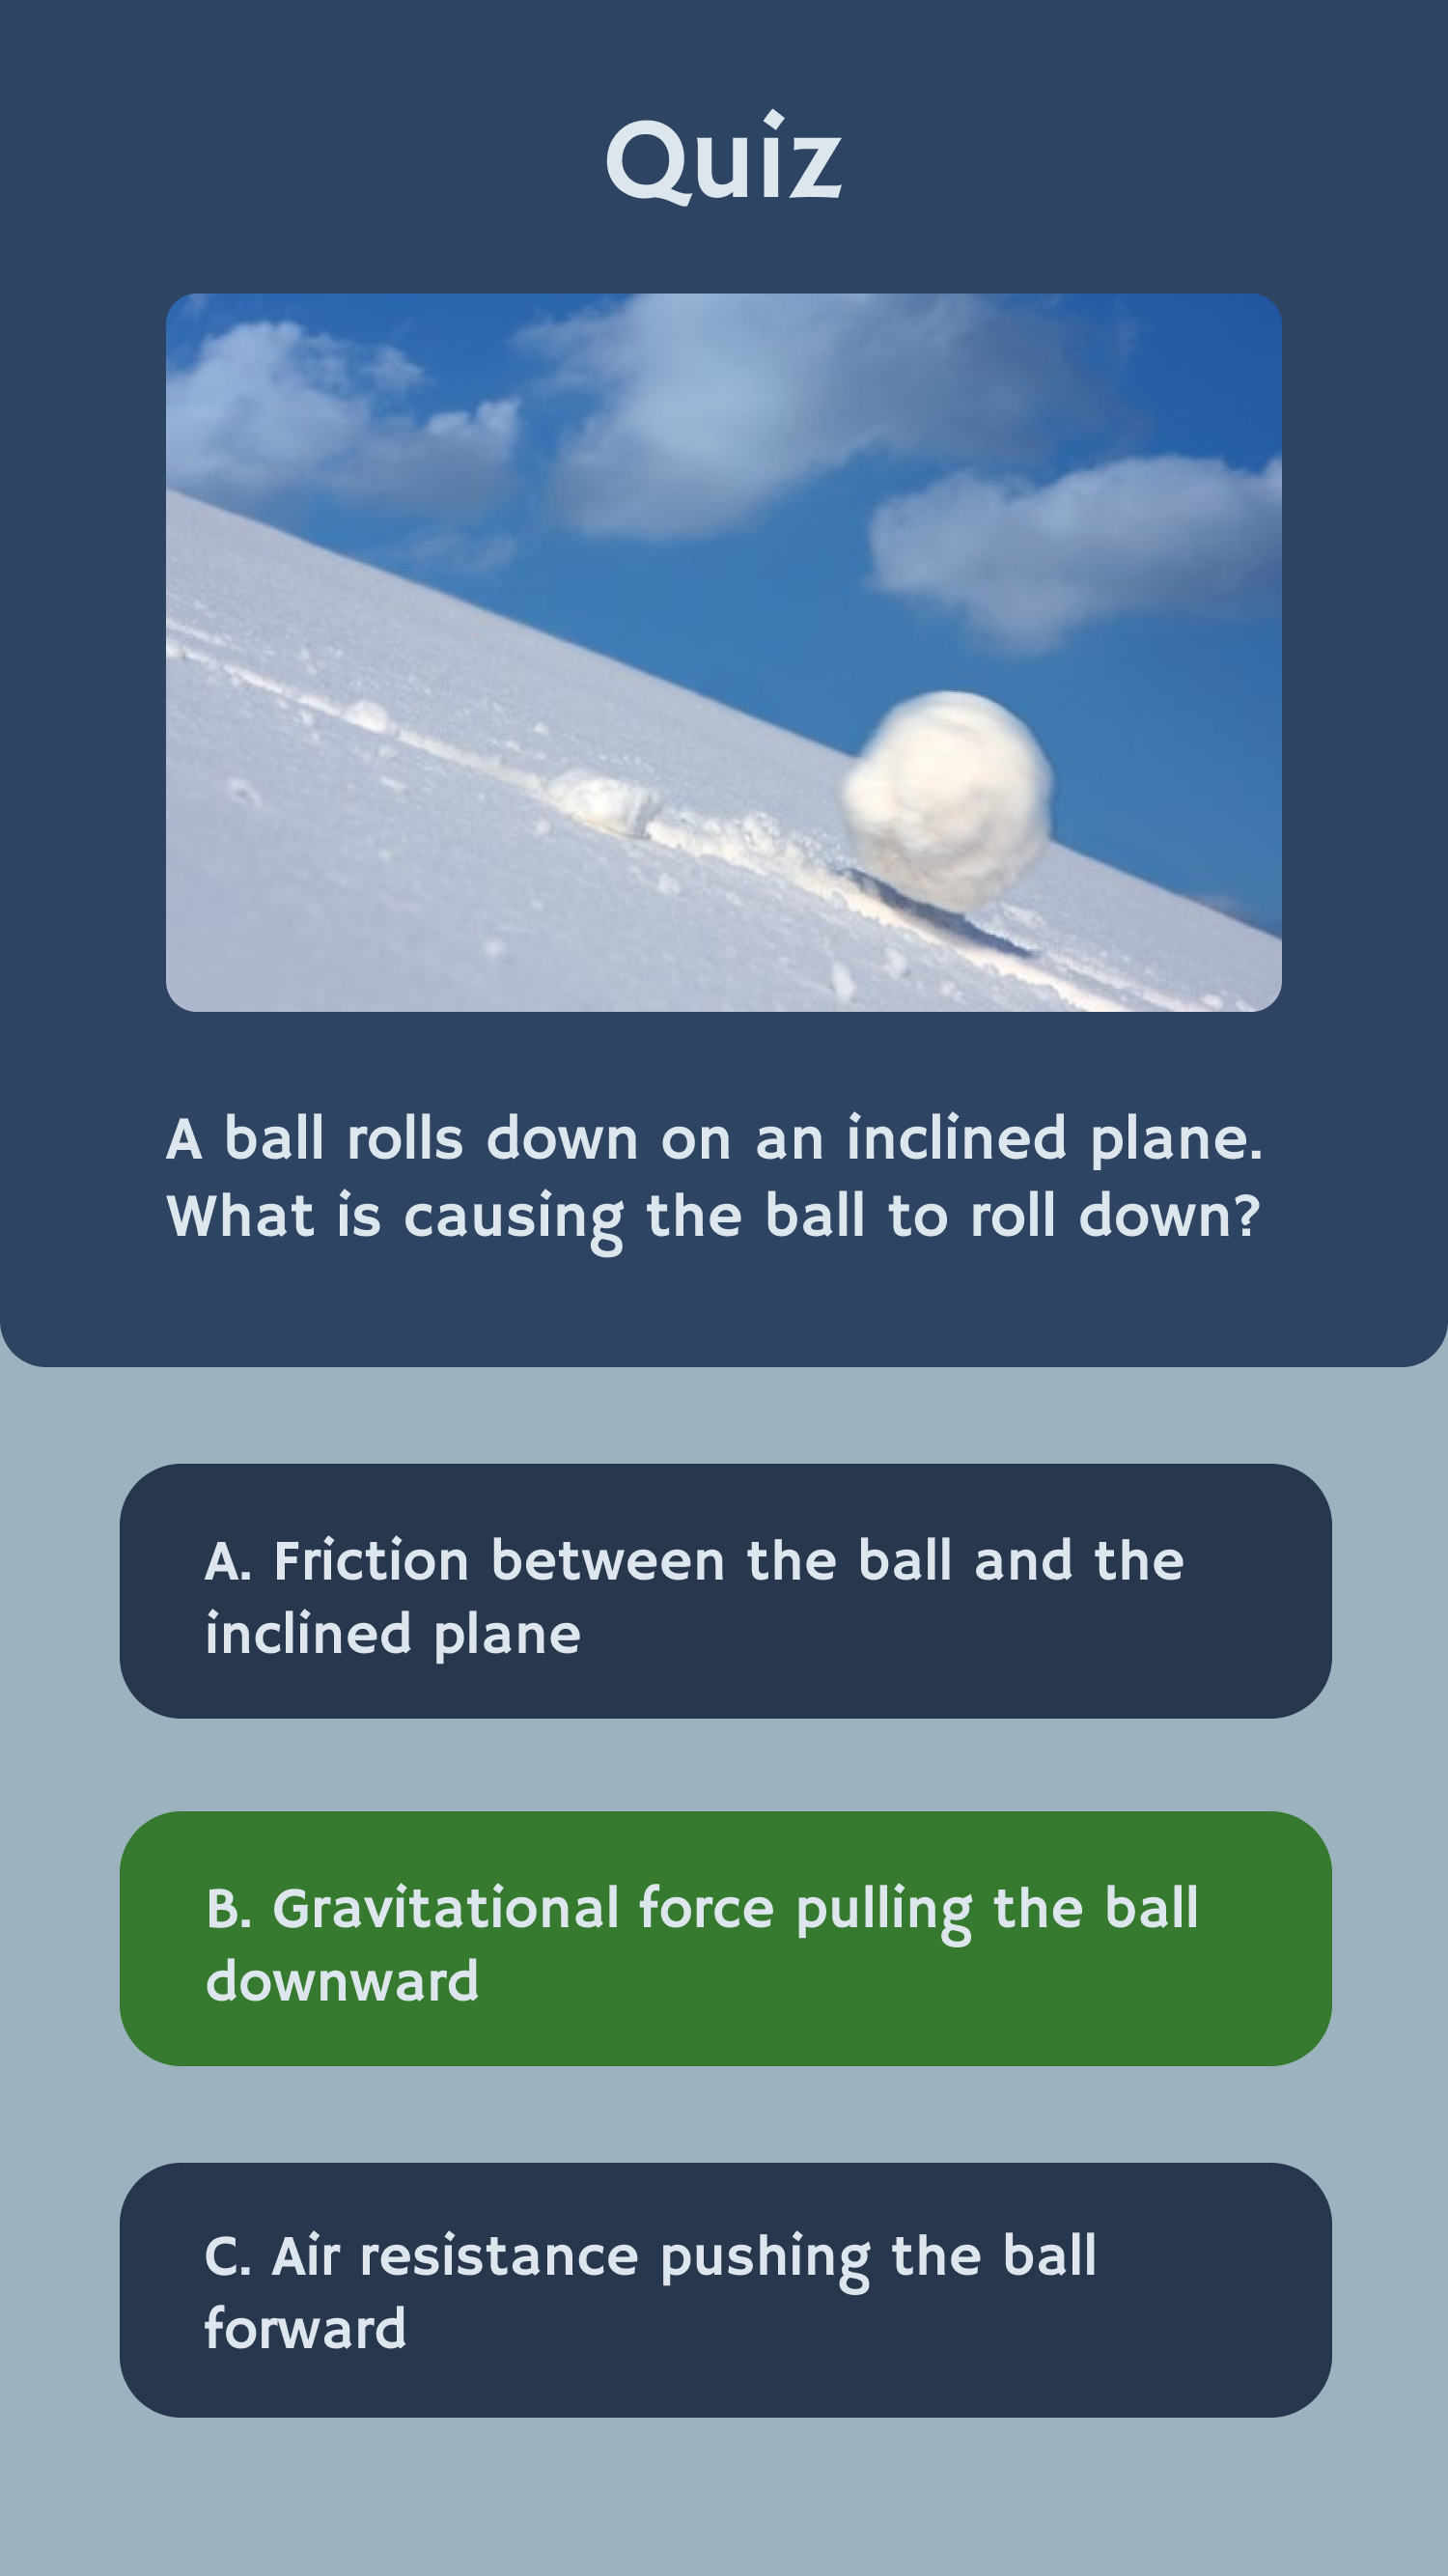 Quiz
A ball rolls down on an inclined plane.
What is causing the ball to roll down?
A. Friction between the ball and the
inclined plane
B. Gravitational force pulling the ball
downward
C. Air resistance pushing the ball
forward